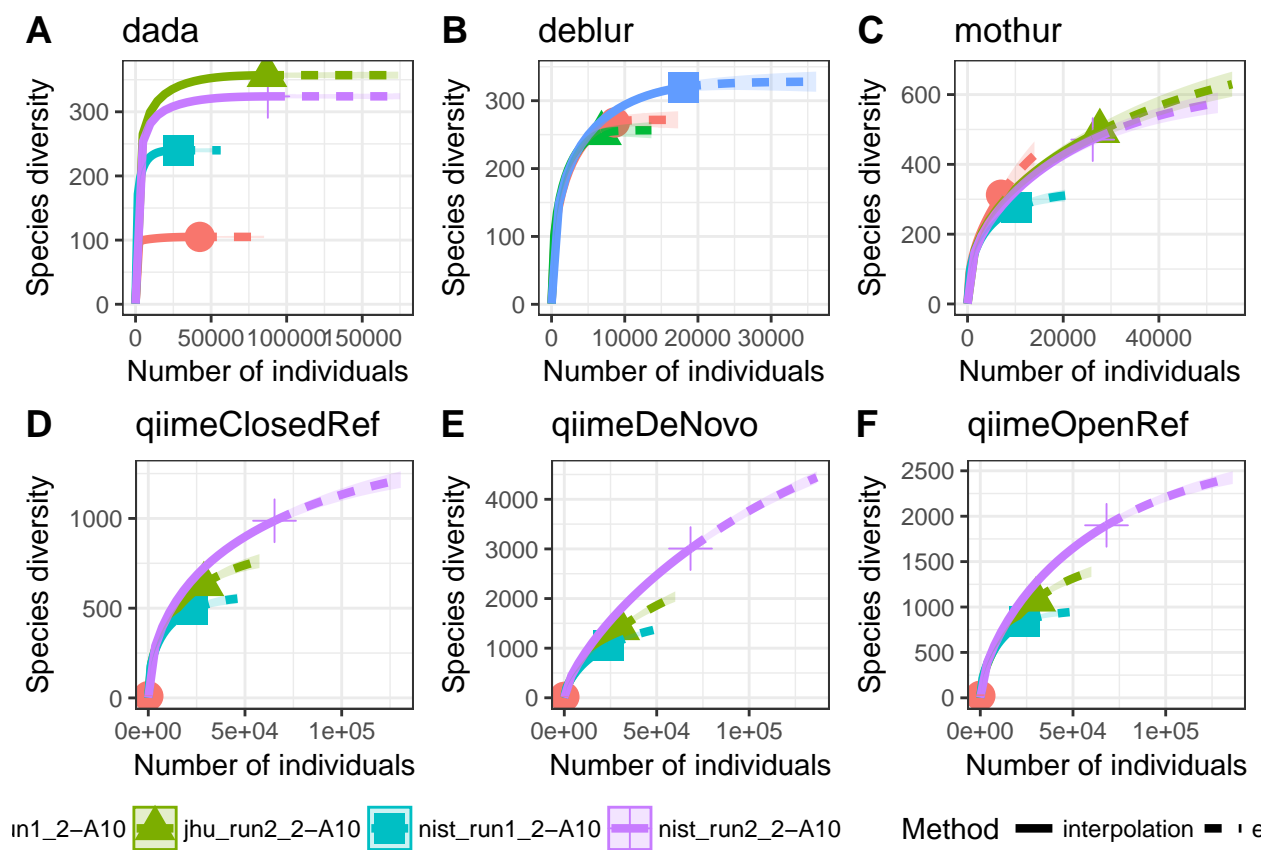 A dada
B deblur
C mothur
Species diversity
300
200
100
0
0 50000 100000 150000
Number of individuals
Species diversity
300
200
100
0
0 10000 20000 30000
Number of individuals
Species diversity
600
400
200
0
0 20000 40000
Number of individuals
D qiimeClosedRef
E qiimeDeNovo
F qiimeOpenRef
Species diversity
1000
500
0
0e+00 5e+04 1e+05
Number of individuals
Species diversity
4000
3000
2000
1000
0
0e+00 5e+04 1e+05
Number of individuals
Species diversity
2500
2000
1500
1000
500
0
0e+00 5e+04 1e+05
Number of individuals
n1_2−A10 jhu_run2_2−A10 nist_run1_2−A10 nist_run2_2−A10 Method interpolation e